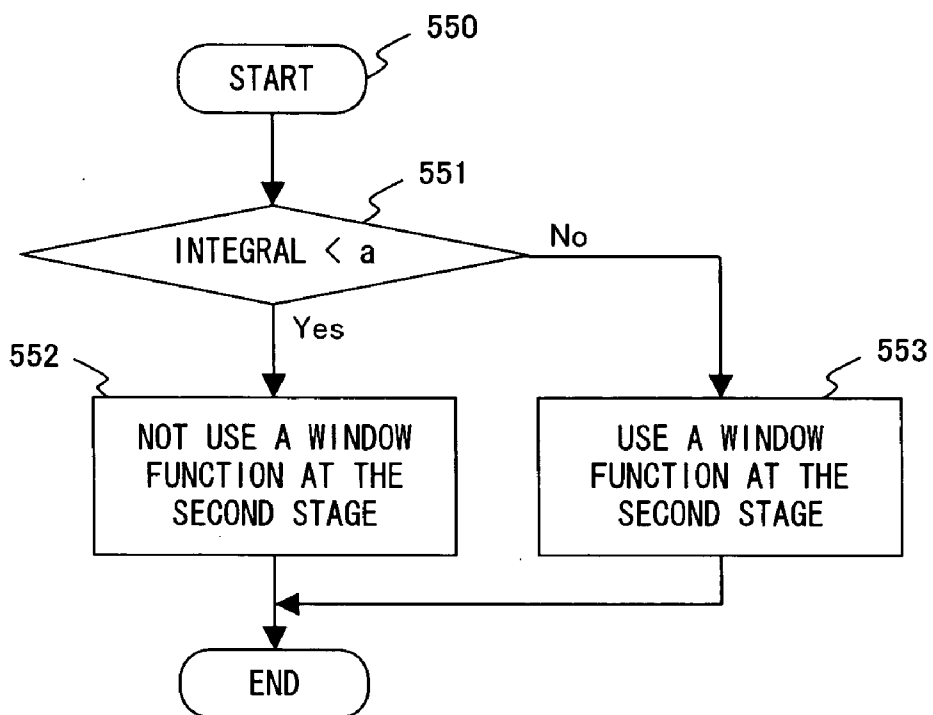 550
START
551
INTEGRAL < a
No
Yes
552
553
NOT USE A WINDOW
FUNCTION AT THE
SECOND STAGE
USE A WINDOW
FUNCTION AT THE
SECOND STAGE
END